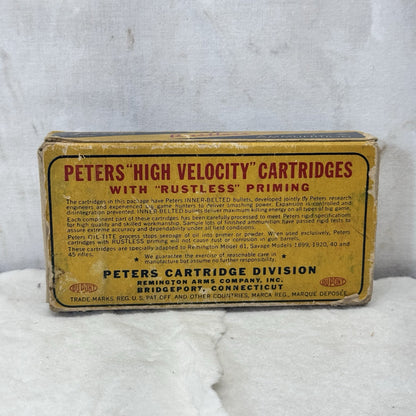 PETERS "HIGH VELOCITY" CARTRIDGES
WITH "RUSTLESS" PRIMING
The cartridges in this package have Peters INNER-BELTED bullets, developed jointly by Peters research
engineers and experienced big game hunters to deliver smashing power. Expansion is controlled and
disintegration prevented. INNER-BELTED bullets deliver maximum killing energy on all types of big game.
Each component part of these cartridges has been carefully processed to meet Peters rigid specifications
for high quality and skilled workmanship. Sample lots of finished ammunition have passed rigid tests to
assure extreme accuracy and dependability under all field conditions.
Peters OIL-TITE process stops seepage of oil into primer or powder. When used exclusively, Peters
cartridges with RUSTLESS priming will not cause rust or corrosion in gun barrels.
These cartridges are specially adapted to Remington Model 81, Savage Models 1899, 1920, 40 and
45 rifles.
We guarantee the exercise of reasonable care in
manufacture but assume no further responsibility.
PETERS CARTRIDGE DIVISION
REMINGTON ARMS COMPANY, INC.
BRIDGEPORT, CONNECTICUT
DUPONT
DUPONT
TRADE MARKS REG. U.S. PAT. OFF. AND OTHER COUNTRIES, MARCA REG., MARQUE DEPOSÉE